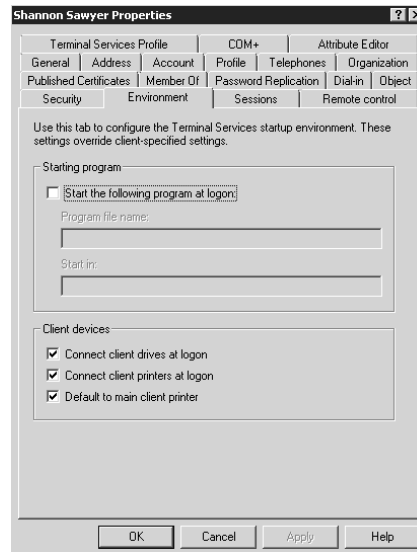 Shannon Sawyer Properties
Terminal Services Profile COM+ Attribute Editor
General Address Account Profile Telephones Organization
Published Certificates Member Of Password Replication Dial-in Object
Security Environment Sessions Remote control
Use this tab to configure the Terminal Services startup environment. These
settings override client-specified settings.
Starting program
Start the following program at logon:
Program file name:
Start in:
Client devices
Connect client drives at logon
Connect client printers at logon
Default to main client printer
OK Cancel Apply Help